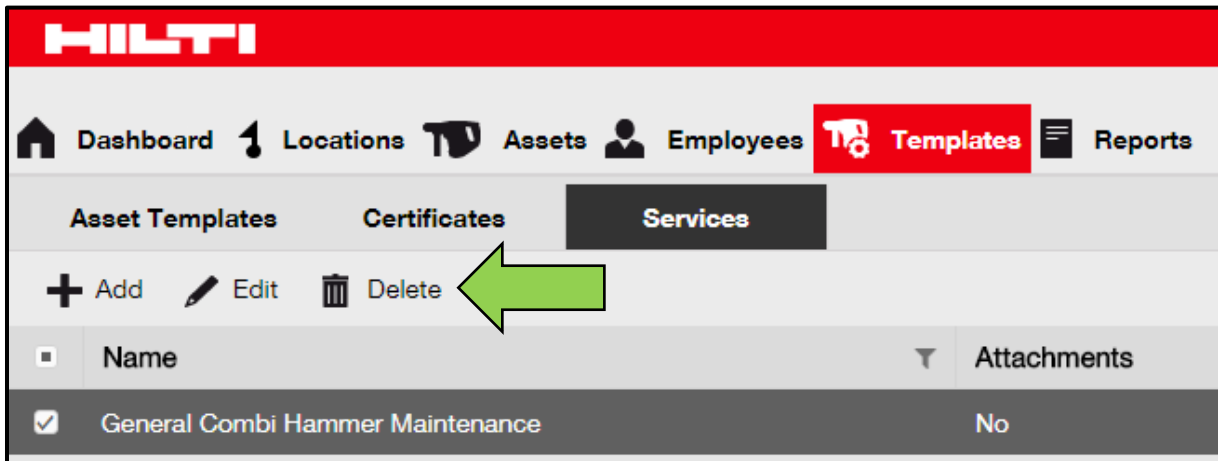 HILTI
Dashboard Locations Assets Employees Templates Reports
Asset Templates Certificates Services
Add Edit Delete
Name Attachments
General Combi Hammer Maintenance No